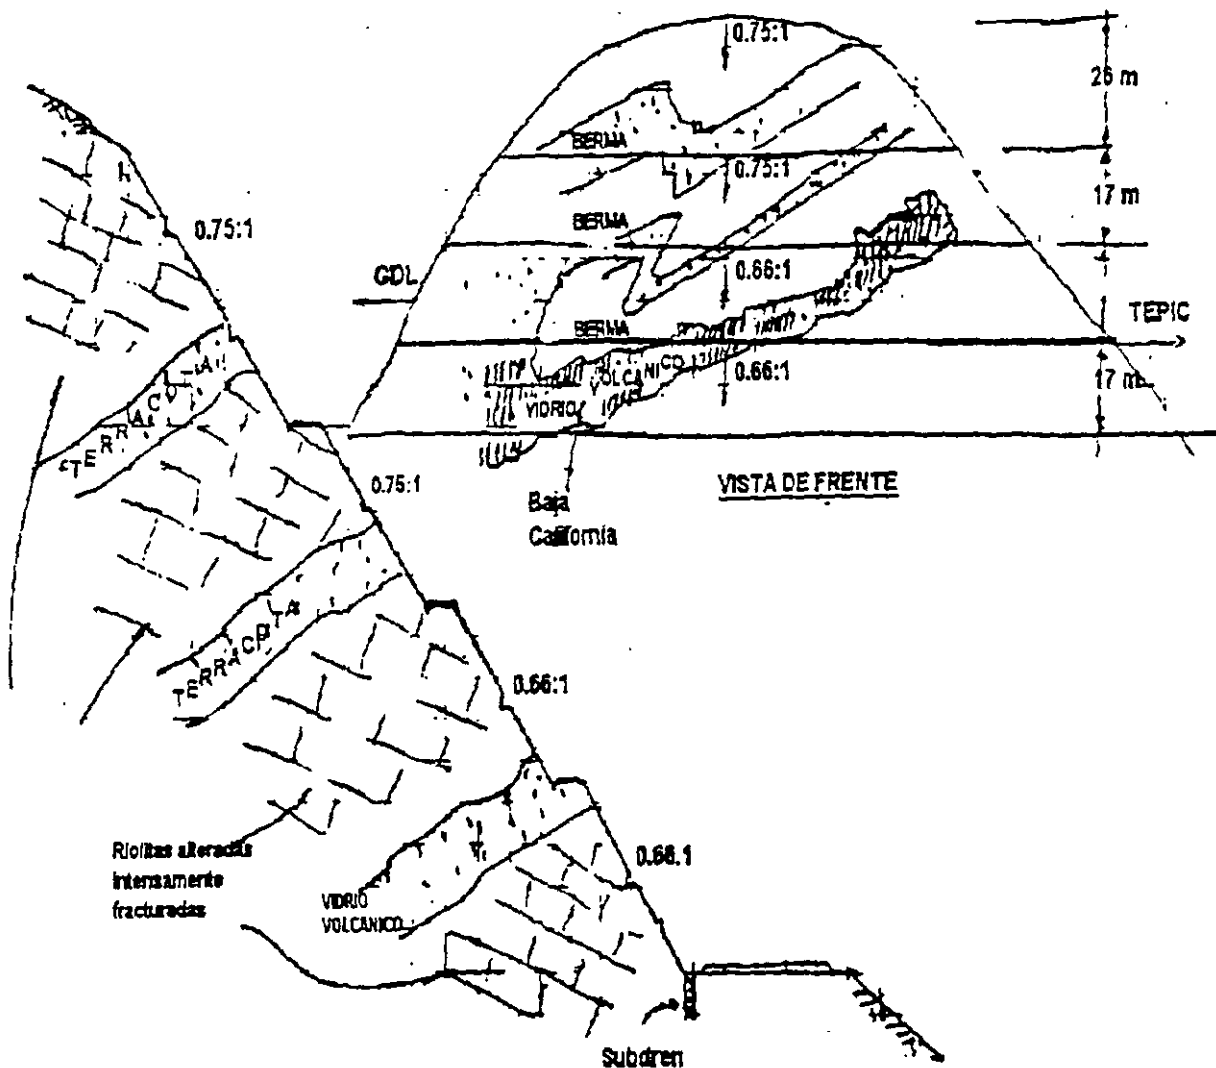 0.75:1
26 m
BERMA
0.75:1
17 m
BERMA
0.66:1
GDL
TEPIC
BERMA
VOLCANICO
VIDRIO
0.66:1
17 m
VISTA DE FRENTE
Baja
California
0.75:1
TERRACOTA
0.75:1
TERRACOTA
0.66:1
Riolitas alteradas
intensamente
fracturadas
VIDRIO
VOLCANICO
0.66.1
Subdren